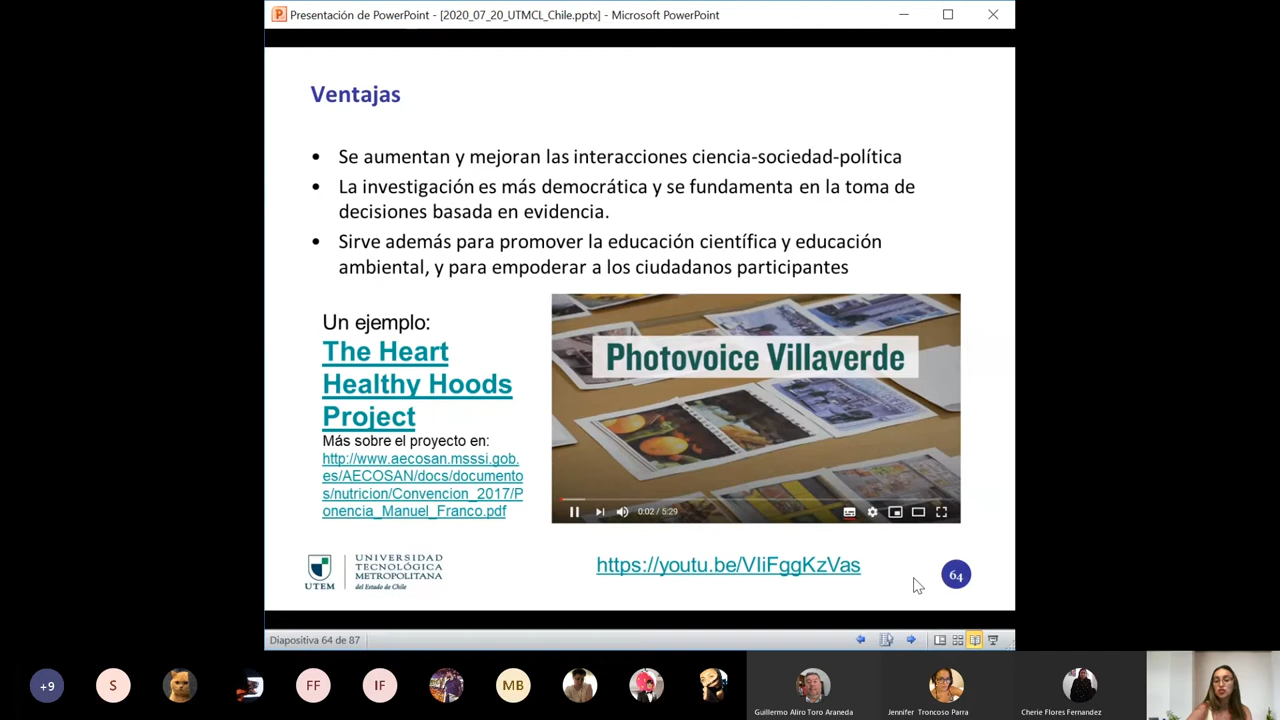 Presentación de PowerPoint - [2020_07_20_UTMCL_Chile.pptx] - Microsoft PowerPoint
Ventajas
• Se aumentan y mejoran las interacciones ciencia-sociedad-política
• La investigación es más democrática y se fundamenta en la toma de
decisiones basada en evidencia.
• Sirve además para promover la educación científica y educación
ambiental, y para empoderar a los ciudadanos participantes
Un ejemplo:
The Heart
Healthy Hoods
Project
Más sobre el proyecto en:
http://www.aecosan.msssi.gob.
es/AECOSAN/docs/documento
s/nutricion/Convencion_2017/P
onencia_Manuel_Franco.pdf
Photovoice Villaverde
0:02 / 5:29
UTEM
UNIVERSIDAD
TECNOLÓGICA
METROPOLITANA
del Estado de Chile
https://youtu.be/VIiFggKzVas
64
Diapositiva 64 de 87
+9
S
FF
IF
MB
Guillermo Aliro Toro Araneda
Jennifer Troncoso Parra
Cherie Flores Fernandez